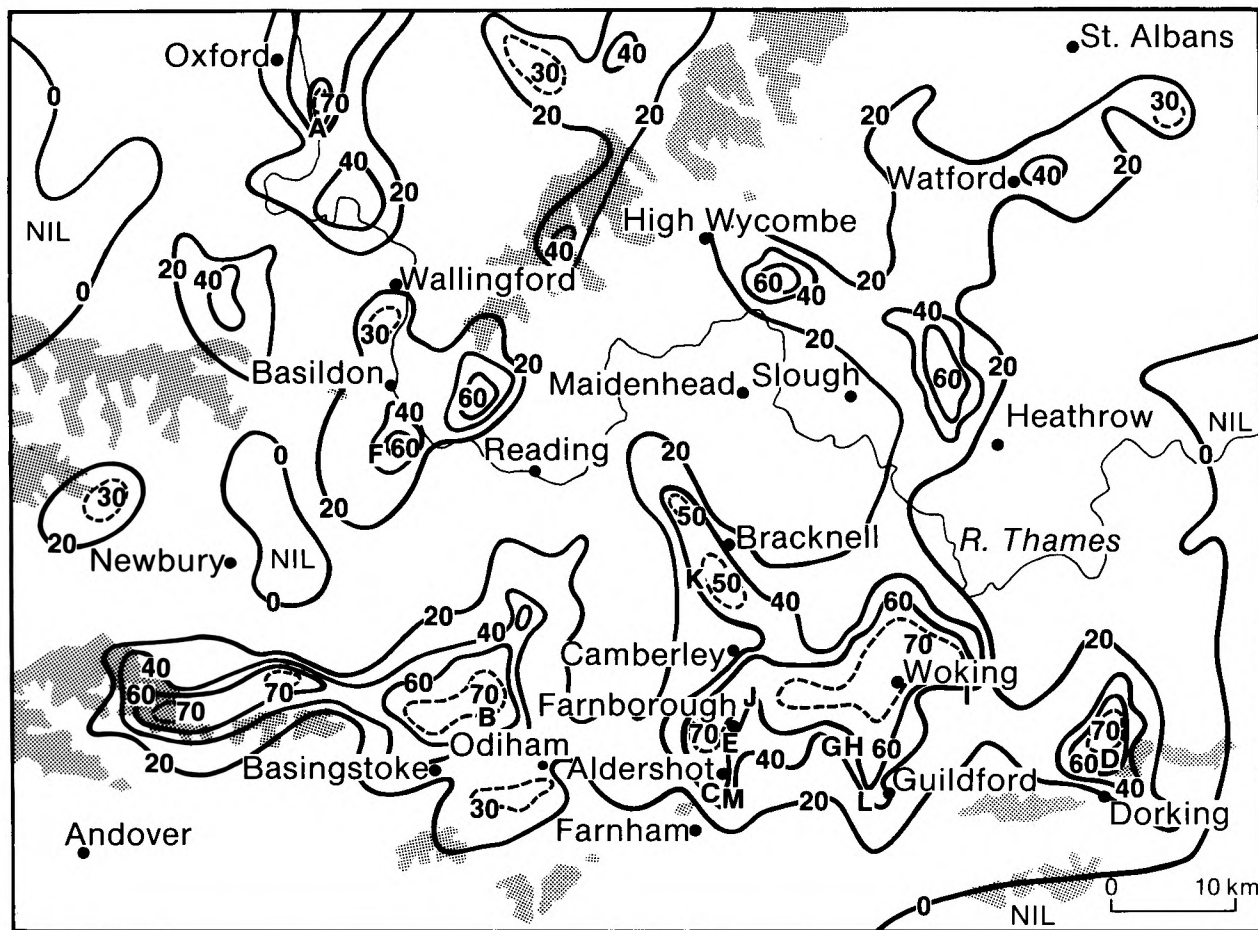 Oxford
St. Albans
40
30
0
70
20
20
30
A
40
20
20
20
Watford
40
NIL
High Wycombe
0
40
20
20
40
Wallingford
60
40
40
30
20
20
60
Basildon
Maidenhead
Slough
60
20
40
60
Heathrow
NIL
F
60
0
0
Reading
20
30
20
50
20
Newbury
NIL
Bracknell
R. Thames
K
50
0
20
40
60
40
20
40
Camberley
70
60
70
Woking
60
70
70
B
Farnborough
J
I
70
E
70
Odiham
GH
60
60
D
20
Basingstoke
Aldershot
40
40
30
C
M
L
Guildford
20
20
Dorking
Andover
Farnham
0
10 km
0
NIL